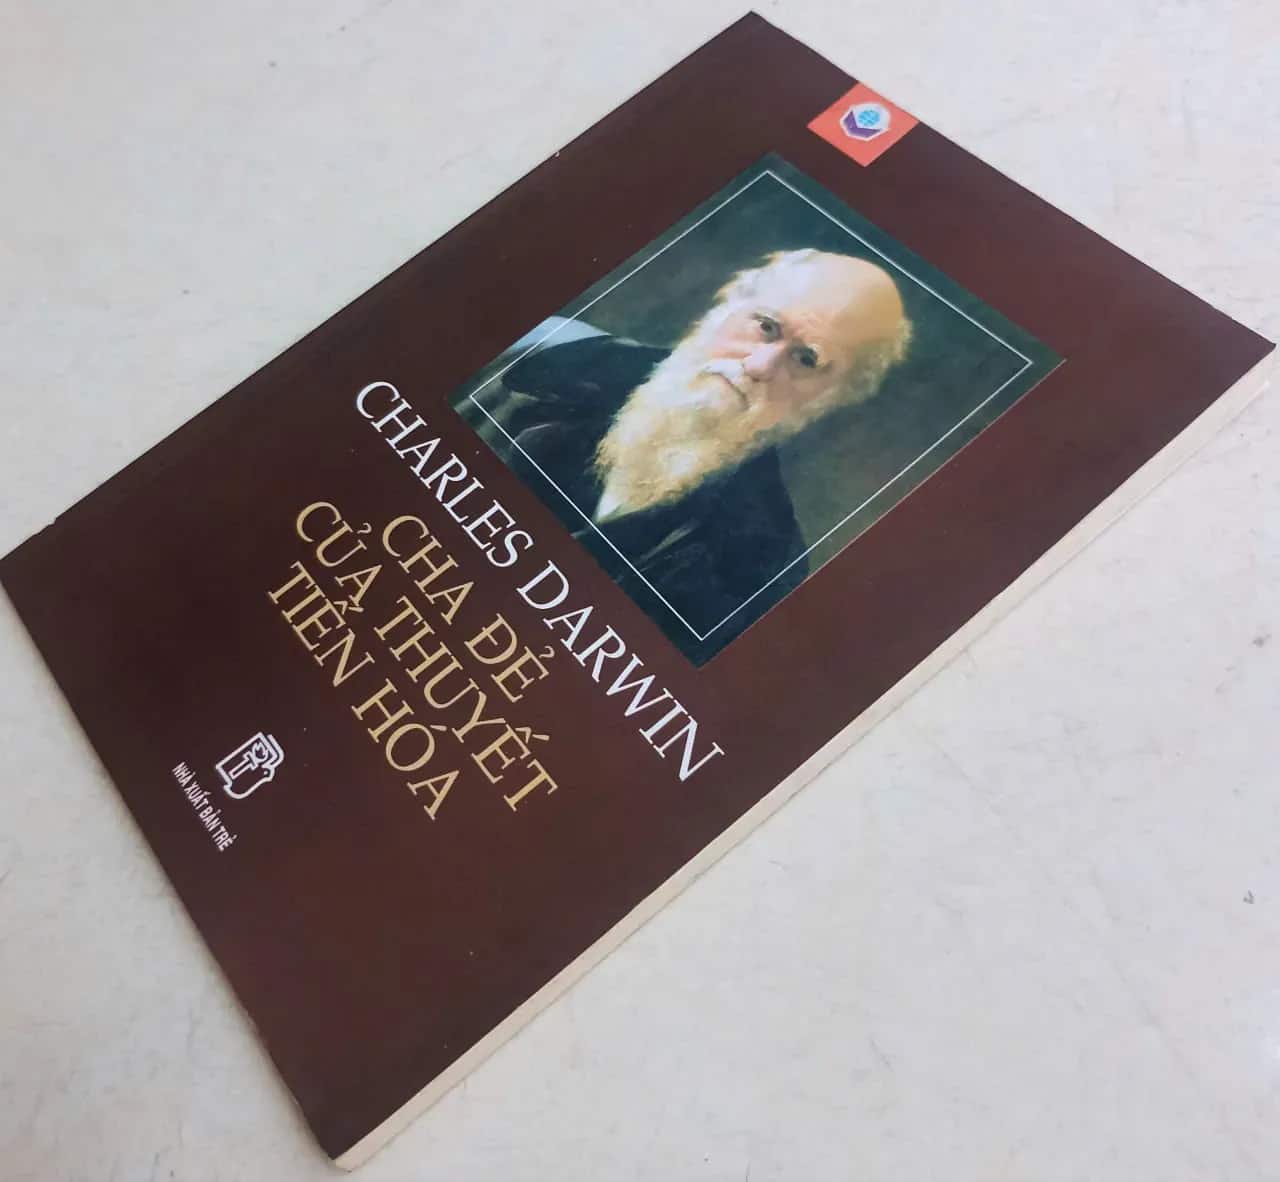 CHARLES DARWIN
CHA ĐẺ
CỦA THUYẾT
TIẾN HÓA
NHÀ XUẤT BẢN TRẺ